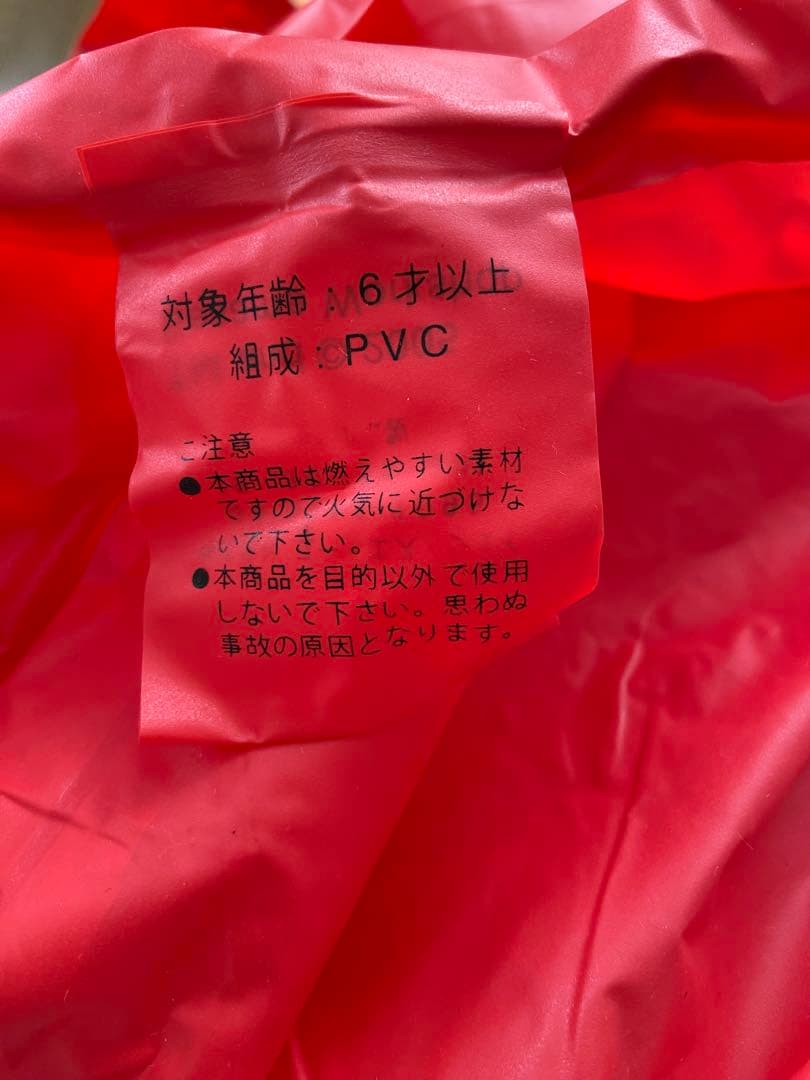 対象年齢：6才以上
組成：PVC
ご注意
●本商品は燃えやすい素材
ですので火気に近づけな
いで下さい。
●本商品を目的以外で使用
しないで下さい。思わぬ
事故の原因となります。